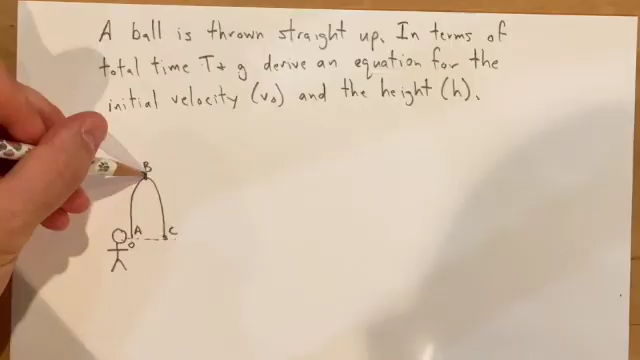 A ball is thrown straight up. In terms of
total time T + g derive an equation for the
initial velocity (v₀) and the height (h).
B
A C